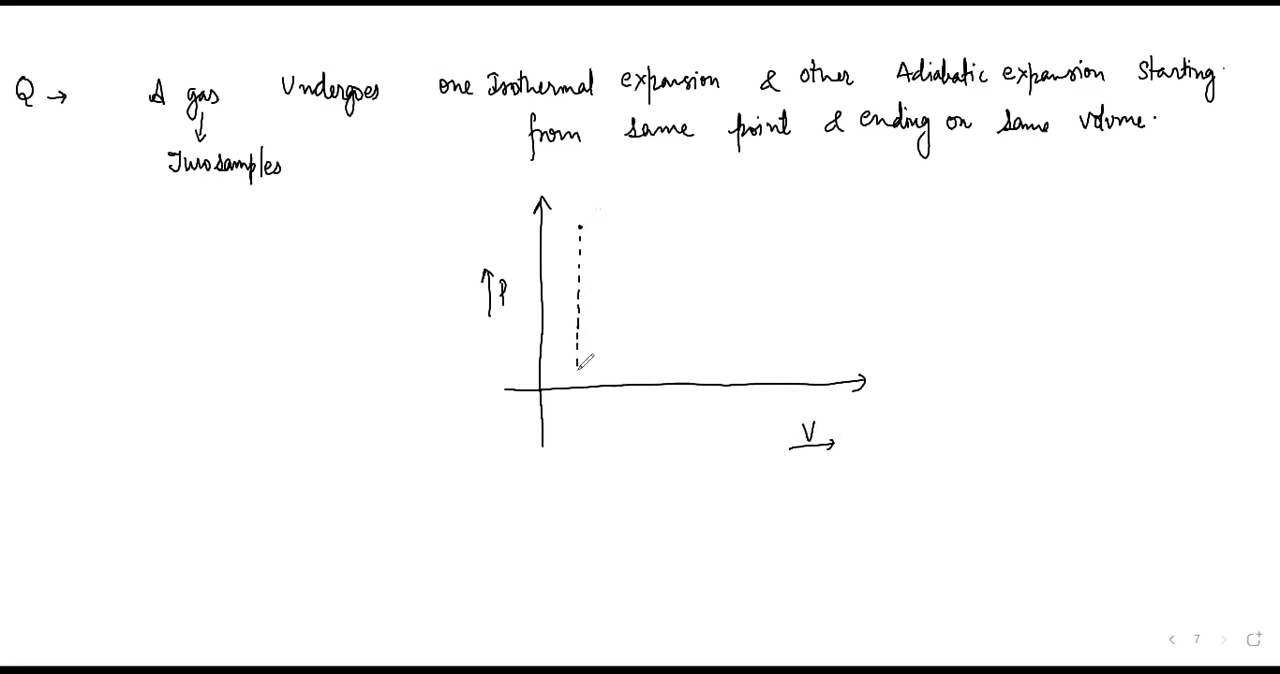 Q → A gas Undergoes one Isothermal expansion & other Adiabatic expansion Starting
from same point & ending on same volume.
Two samples
↑P
V
7